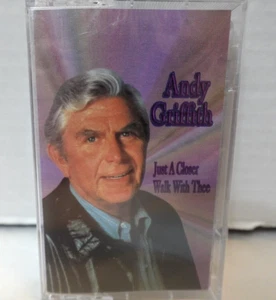 Andy
Griffith
Just A Closer
Walk With Thee